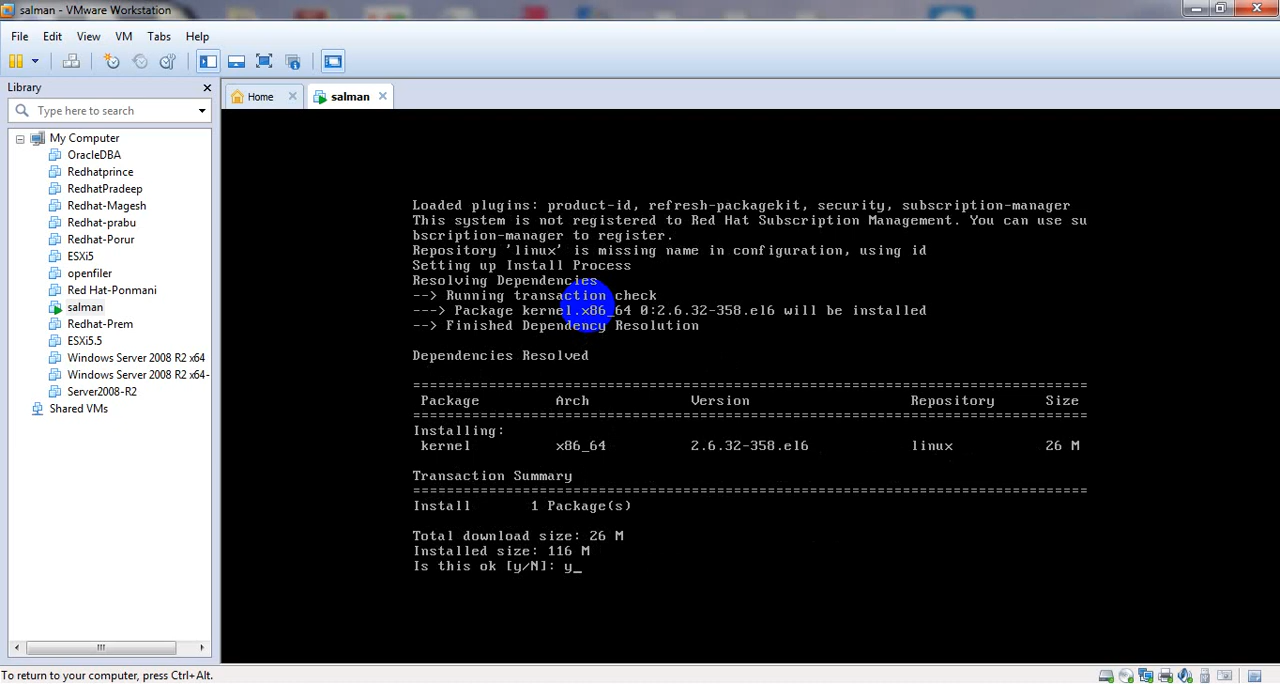 salman - VMware Workstation
File Edit View VM Tabs Help
Library
Type here to search
My Computer
OracleDBA
Redhatprince
RedhatPradeep
Redhat-Magesh
Redhat-prabu
Redhat-Porur
ESXi5
openfiler
Red Hat-Ponmani
salman
Redhat-Prem
ESXi5.5
Windows Server 2008 R2 x64
Windows Server 2008 R2 x64-
Server2008-R2
Shared VMs
Home salman
Loaded plugins: product-id, refresh-packagekit, security, subscription-manager
This system is not registered to Red Hat Subscription Management. You can use su
bscription-manager to register.
Repository 'linux' is missing name in configuration, using id
Setting up Install Process
Resolving Dependencies
--> Running transaction check
---> Package kernel.x86_64 0:2.6.32-358.el6 will be installed
--> Finished Dependency Resolution
Dependencies Resolved
================================================================================
Package Arch Version Repository Size
================================================================================
Installing:
kernel x86_64 2.6.32-358.el6 linux 26 M
Transaction Summary
================================================================================
Install 1 Package(s)
Total download size: 26 M
Installed size: 116 M
Is this ok [y/N]: y_
To return to your computer, press Ctrl+Alt.